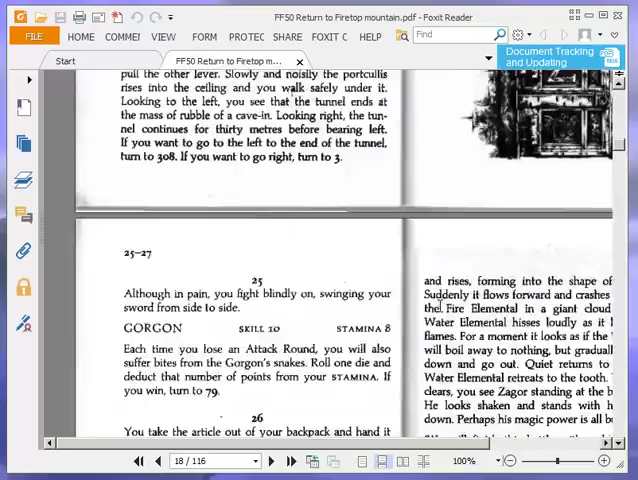 FF50 Return to Firetop mountain.pdf - Foxit Reader
FILE HOME COMMEI FORM PROTEC SHARE FOXIT C HELP Find
Document Tracking
and Updating
Start FF50 Return to Firetop m...
pull the other lever. Slowly and noisily the portcullis
rises into the ceiling and you walk safely under it.
Looking to the left, you see that the tunnel ends at
the mass of rubble of a cave-in. Looking right, the tun-
nel continues for thirty metres before bearing left.
If you want to go to the left to the end of the tunnel,
turn to 308. If you want to go right, turn to 3.
25–27
25
Although in pain, you fight blindly on, swinging your
sword from side to side.
GORGON SKILL 10 STAMINA 8
Each time you lose an Attack Round, you will also
suffer bites from the Gorgon's snakes. Roll one die and
deduct that number of points from your STAMINA. If
you win, turn to 79.
26
You take the article out of your backpack and hand it
and rises, forming into the shape of
Suddenly it flows forward and crashes
the Fire Elemental in a giant cloud
Water Elemental hisses loudly as it
flames. For a moment it looks as if the
will boil away to nothing, but gradual
down and go out. Quiet returns to
Water Elemental retreats to the tooth.
clears, you see Zagor standing at the b
He looks shaken and stands with h
down. Perhaps his magic power is all b
18 / 116
100%